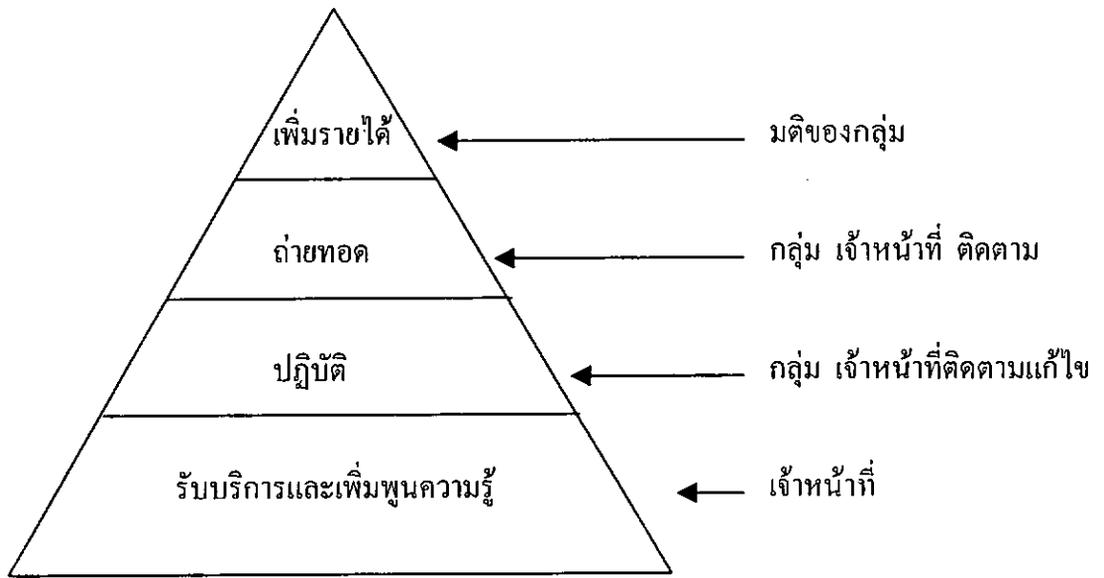 เพิ่มรายได้ มติของกลุ่ม
ถ่ายทอด กลุ่ม เจ้าหน้าที่ ติดตาม
ปฏิบัติ กลุ่ม เจ้าหน้าที่ติดตามแก้ไข
รับบริการและเพิ่มพูนความรู้ เจ้าหน้าที่